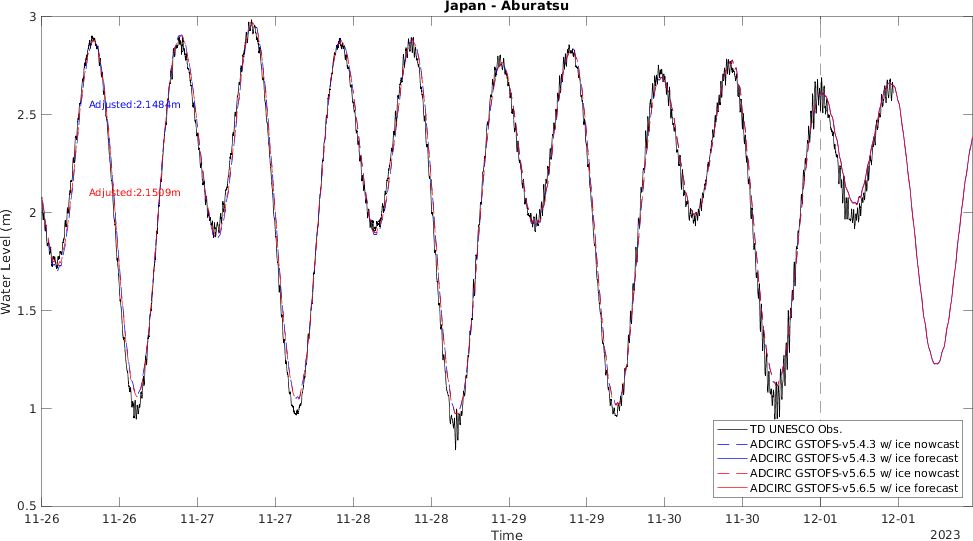 Japan - Aburatsu
3
2.5
2
1.5
1
0.5
Water Level (m)
Adjusted:2.1484m
Adjusted:2.1509m
TD UNESCO Obs.
ADCIRC GSTOFS-v5.4.3 w/ ice nowcast
ADCIRC GSTOFS-v5.4.3 w/ ice forecast
ADCIRC GSTOFS-v5.6.5 w/ ice nowcast
ADCIRC GSTOFS-v5.6.5 w/ ice forecast
11-26 11-26 11-27 11-27 11-28 11-28 11-29 11-29 11-30 11-30 12-01 12-01
Time
2023